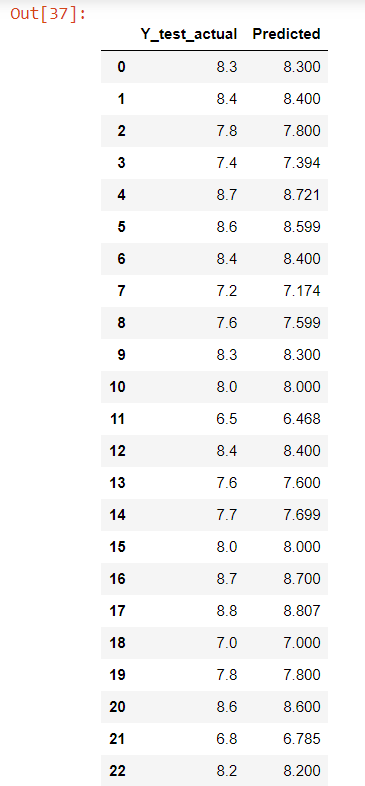 Out[37]:
Y_test_actual Predicted
0 8.3 8.300
1 8.4 8.400
2 7.8 7.800
3 7.4 7.394
4 8.7 8.721
5 8.6 8.599
6 8.4 8.400
7 7.2 7.174
8 7.6 7.599
9 8.3 8.300
10 8.0 8.000
11 6.5 6.468
12 8.4 8.400
13 7.6 7.600
14 7.7 7.699
15 8.0 8.000
16 8.7 8.700
17 8.8 8.807
18 7.0 7.000
19 7.8 7.800
20 8.6 8.600
21 6.8 6.785
22 8.2 8.200